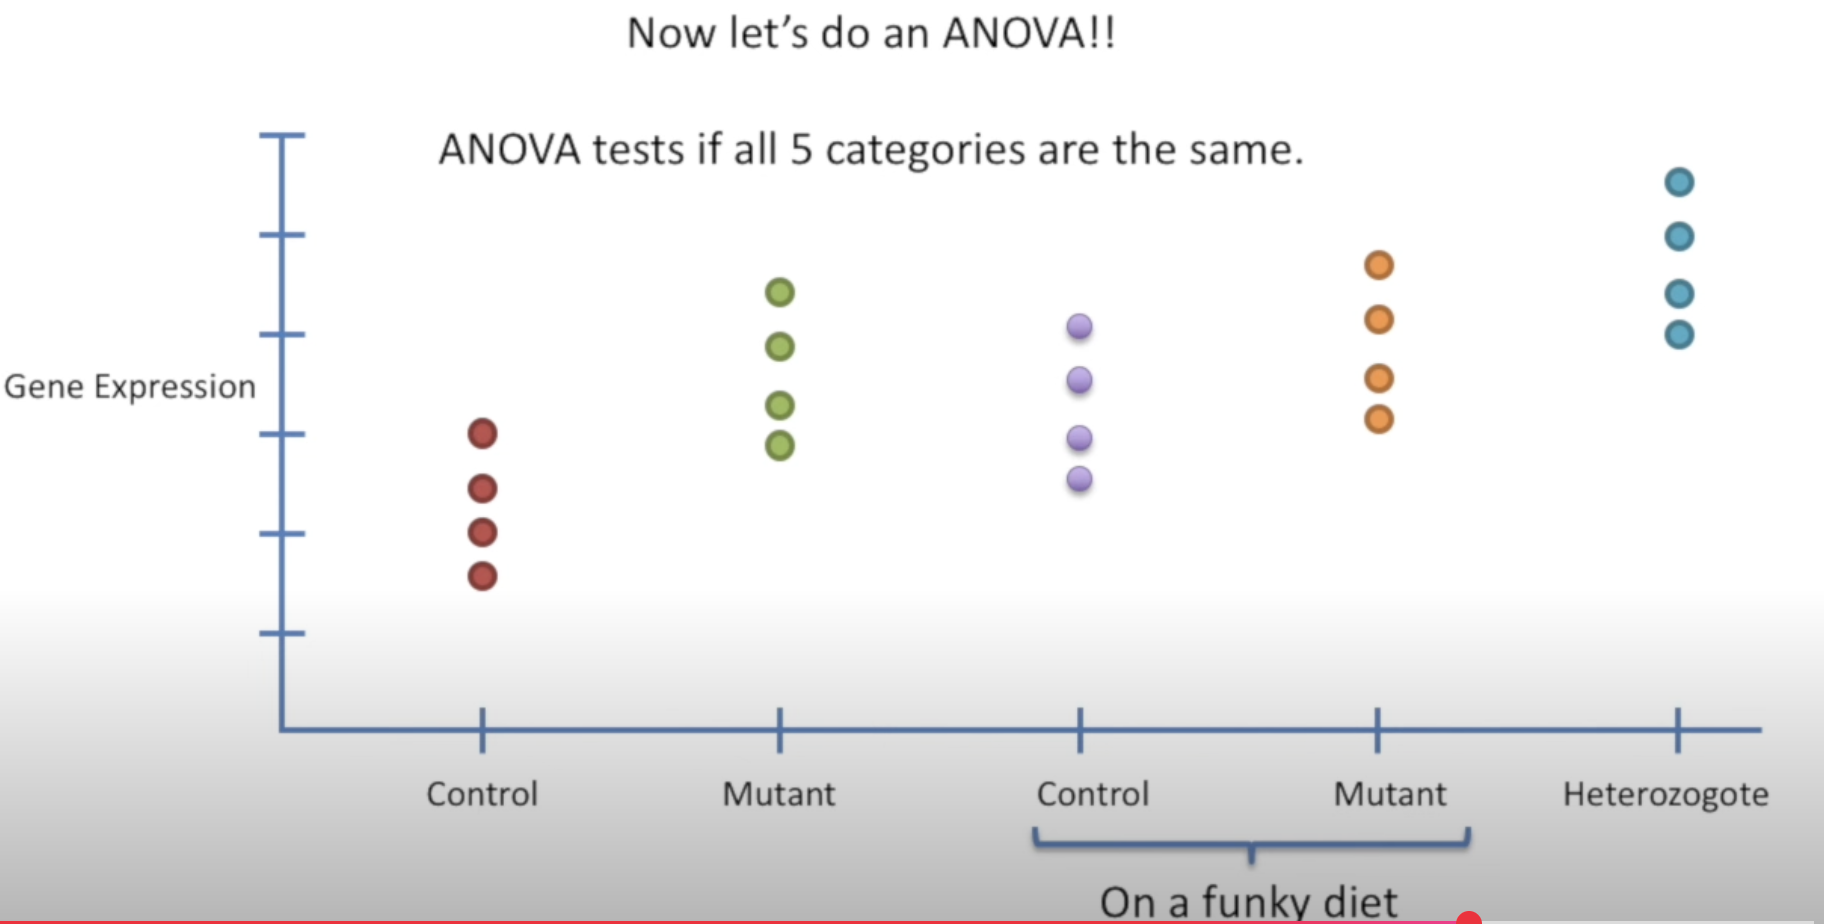 Now let's do an ANOVA!!
ANOVA tests if all 5 categories are the same.
Gene Expression
Control
Mutant
Control
Mutant
Heterozogote
On a funky diet